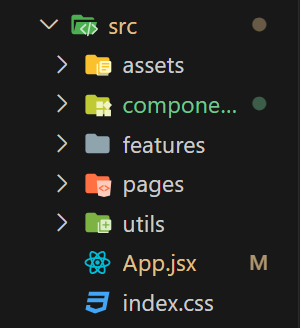 src
assets
compone...
features
pages
utils
App.jsx M
index.css